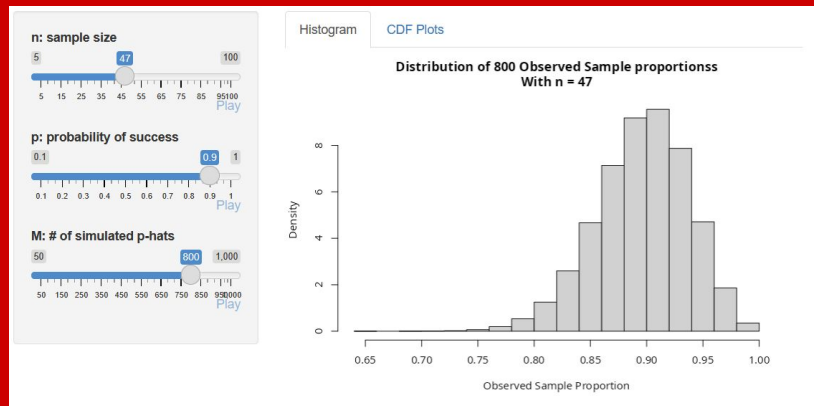 n: sample size
5 47 100
5 15 25 35 45 55 65 75 85 95100
Play
p: probability of success
0.1 0.9 1
0.1 0.2 0.3 0.4 0.5 0.6 0.7 0.8 0.9 1
Play
M: # of simulated p-hats
50 800 1,000
50 150 250 350 450 550 650 750 850 9501,000
Play
Histogram CDF Plots
Distribution of 800 Observed Sample proportionss
With n = 47
Density
8
6
4
2
0
0.65 0.70 0.75 0.80 0.85 0.90 0.95 1.00
Observed Sample Proportion